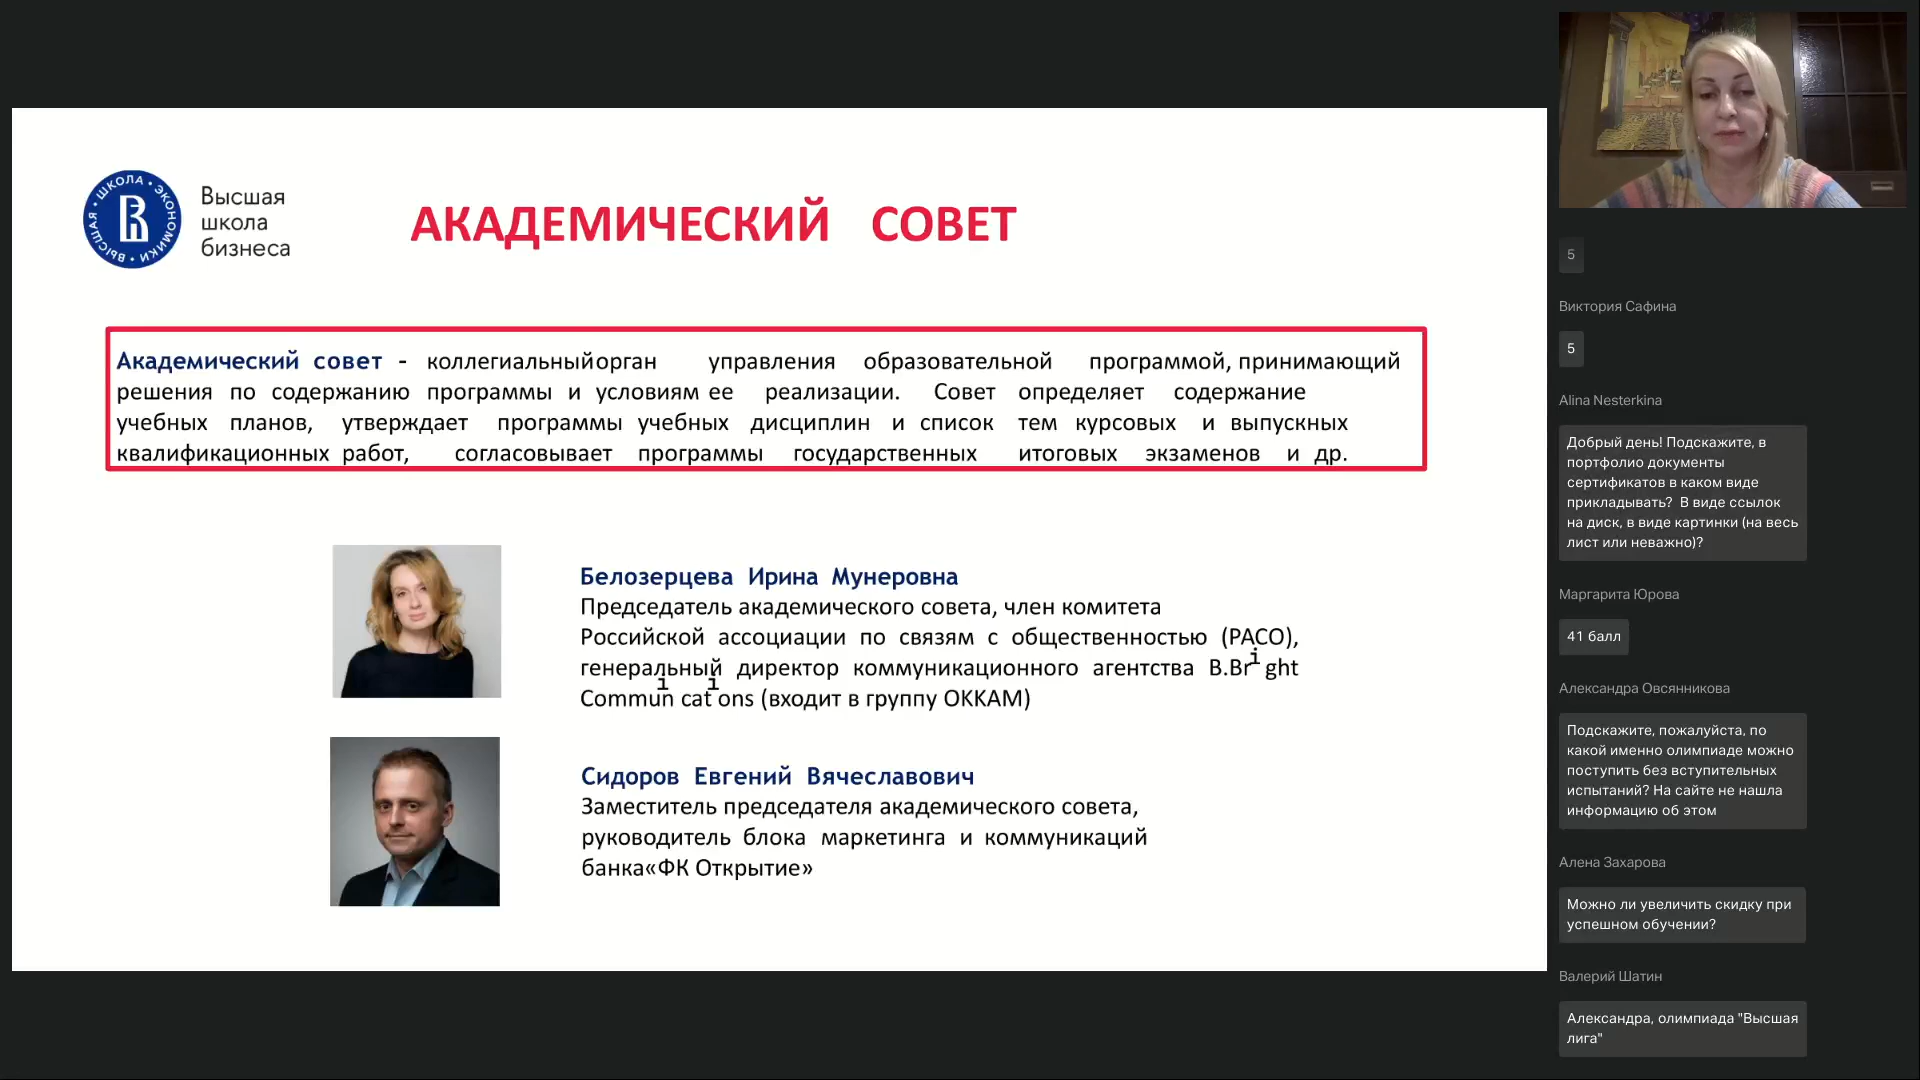 ВЫСШАЯ • ШКОЛА • ЭКОНОМИКИ •
Высшая
школа
бизнеса
АКАДЕМИЧЕСКИЙ СОВЕТ
Академический совет - коллегиальныйорган управления образовательной программой, принимающий
решения по содержанию программы и условиям ее реализации. Совет определяет содержание
учебных планов, утверждает программы учебных дисциплин и список тем курсовых и выпускных
квалификационных работ, согласовывает программы государственных итоговых экзаменов и др.
Белозерцева Ирина Мунеровна
Председатель академического совета, член комитета
Российской ассоциации по связям с общественностью (РАСО),
генеральный директор коммуникационного агентства B.Bright
Communications (входит в группу OKKAM)
Сидоров Евгений Вячеславович
Заместитель председателя академического совета,
руководитель блока маркетинга и коммуникаций
банка«ФК Открытие»
5
Виктория Сафина
5
Alina Nesterkina
Добрый день! Подскажите, в
портфолио документы
сертификатов в каком виде
прикладывать? В виде ссылок
на диск, в виде картинки (на весь
лист или неважно)?
Маргарита Юрова
41 балл
Александра Овсянникова
Подскажите, пожалуйста, по
какой именно олимпиаде можно
поступить без вступительных
испытаний? На сайте не нашла
информацию об этом
Алена Захарова
Можно ли увеличить скидку при
успешном обучении?
Валерий Шатин
Александра, олимпиада "Высшая
лига"